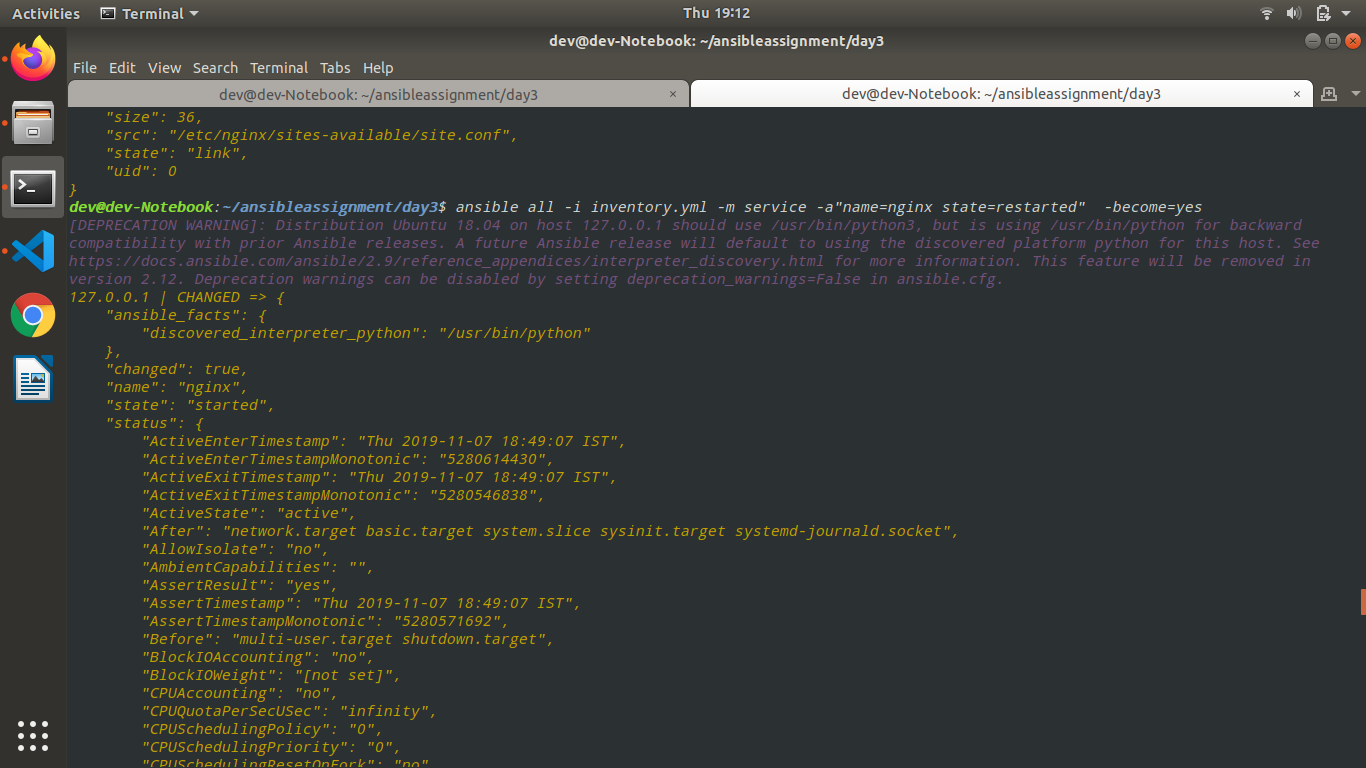 Activities Terminal Thu 19:12
dev@dev-Notebook: ~/ansibleassignment/day3
File Edit View Search Terminal Tabs Help
dev@dev-Notebook: ~/ansibleassignment/day3 × dev@dev-Notebook: ~/ansibleassignment/day3 ×
"size": 36,
"src": "/etc/nginx/sites-available/site.conf",
"state": "link",
"uid": 0
}
dev@dev-Notebook:~/ansibleassignment/day3$ ansible all -i inventory.yml -m service -a"name=nginx state=restarted"  -become=yes
[DEPRECATION WARNING]: Distribution Ubuntu 18.04 on host 127.0.0.1 should use /usr/bin/python3, but is using /usr/bin/python for backward
compatibility with prior Ansible releases. A future Ansible release will default to using the discovered platform python for this host. See
https://docs.ansible.com/ansible/2.9/reference_appendices/interpreter_discovery.html for more information. This feature will be removed in
version 2.12. Deprecation warnings can be disabled by setting deprecation_warnings=False in ansible.cfg.
127.0.0.1 | CHANGED => {
"ansible_facts": {
"discovered_interpreter_python": "/usr/bin/python"
},
"changed": true,
"name": "nginx",
"state": "started",
"status": {
"ActiveEnterTimestamp": "Thu 2019-11-07 18:49:07 IST",
"ActiveEnterTimestampMonotonic": "5280614430",
"ActiveExitTimestamp": "Thu 2019-11-07 18:49:07 IST",
"ActiveExitTimestampMonotonic": "5280546838",
"ActiveState": "active",
"After": "network.target basic.target system.slice sysinit.target systemd-journald.socket",
"AllowIsolate": "no",
"AmbientCapabilities": "",
"AssertResult": "yes",
"AssertTimestamp": "Thu 2019-11-07 18:49:07 IST",
"AssertTimestampMonotonic": "5280571692",
"Before": "multi-user.target shutdown.target",
"BlockIOAccounting": "no",
"BlockIOWeight": "[not set]",
"CPUAccounting": "no",
"CPUQuotaPerSecUSec": "infinity",
"CPUSchedulingPolicy": "0",
"CPUSchedulingPriority": "0",
"CPUSchedulingResetOnFork": "no"